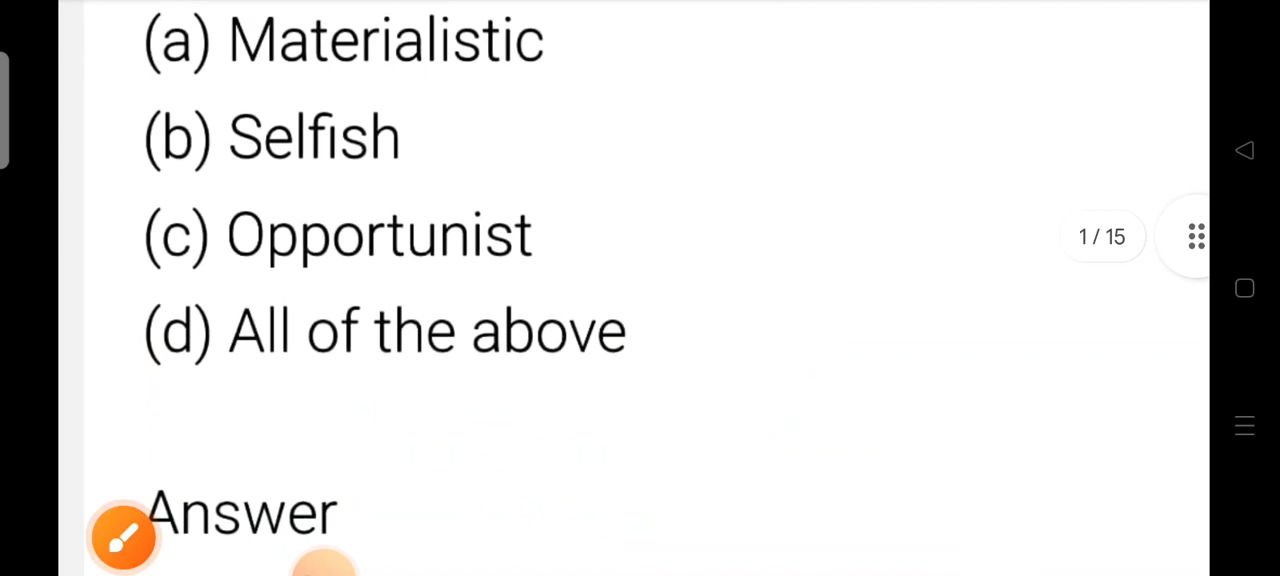 (a) Materialistic
(b) Selfish
(c) Opportunist
1 / 15
(d) All of the above
Answer